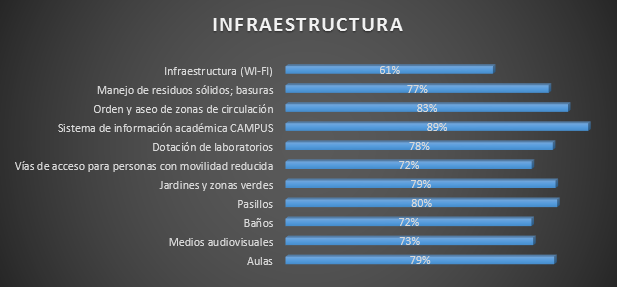 INFRAESTRUCTURA
Infraestructura (WI-FI) 61%
Manejo de residuos sólidos; basuras 77%
Orden y aseo de zonas de circulación 83%
Sistema de información académica CAMPUS 89%
Dotación de laboratorios 78%
Vías de acceso para personas con movilidad reducida 72%
Jardines y zonas verdes 79%
Pasillos 80%
Baños 72%
Medios audiovisuales 73%
Aulas 79%